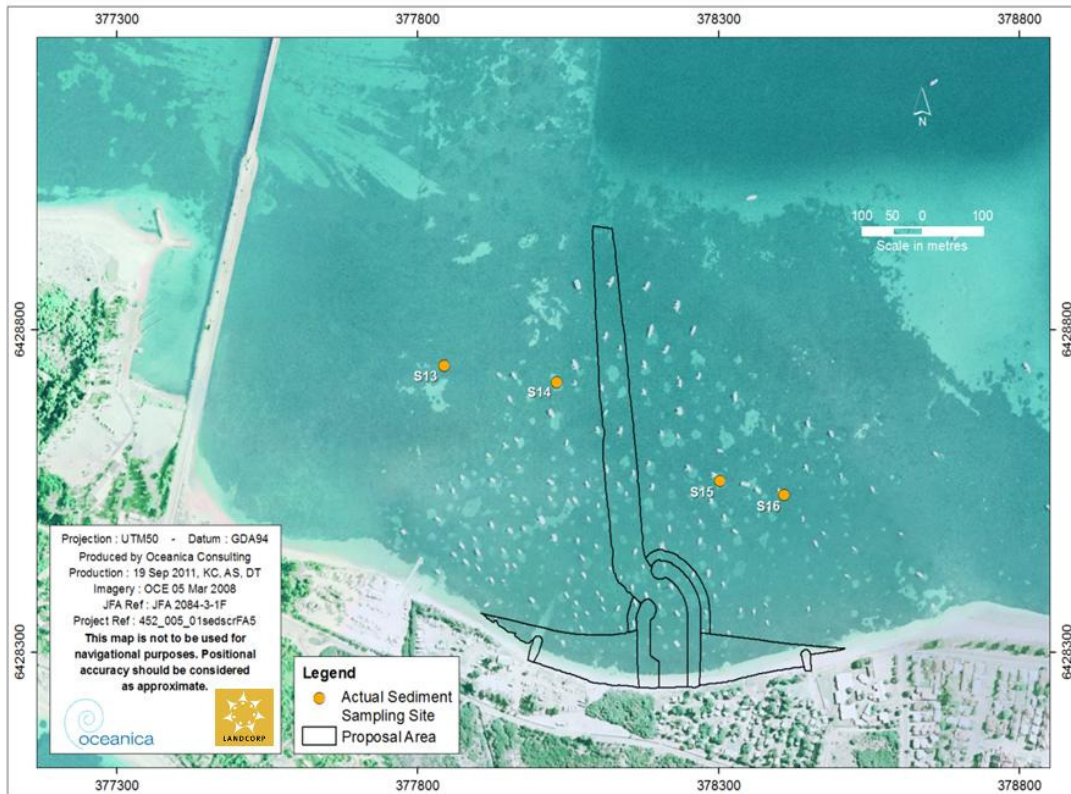 377300
377800
378300
378800
N
100 50 0 100
Scale in metres
6428800
6428800
S13
S14
S15
S16
6428300
6428300
Projection : UTM50 - Datum : GDA94
Produced by Oceanica Consulting
Production : 19 Sep 2011, KC, AS, DT
Imagery : OCE 05 Mar 2008
JFA Ref : JFA 2084-3-1F
Project Ref : 452_005_01sedscrFA5
This map is not to be used for
navigational purposes. Positional
accuracy should be considered
as approximate.
oceanica
LANDCORP
Legend
Actual Sediment
Sampling Site
Proposal Area
377300
377800
378300
378800